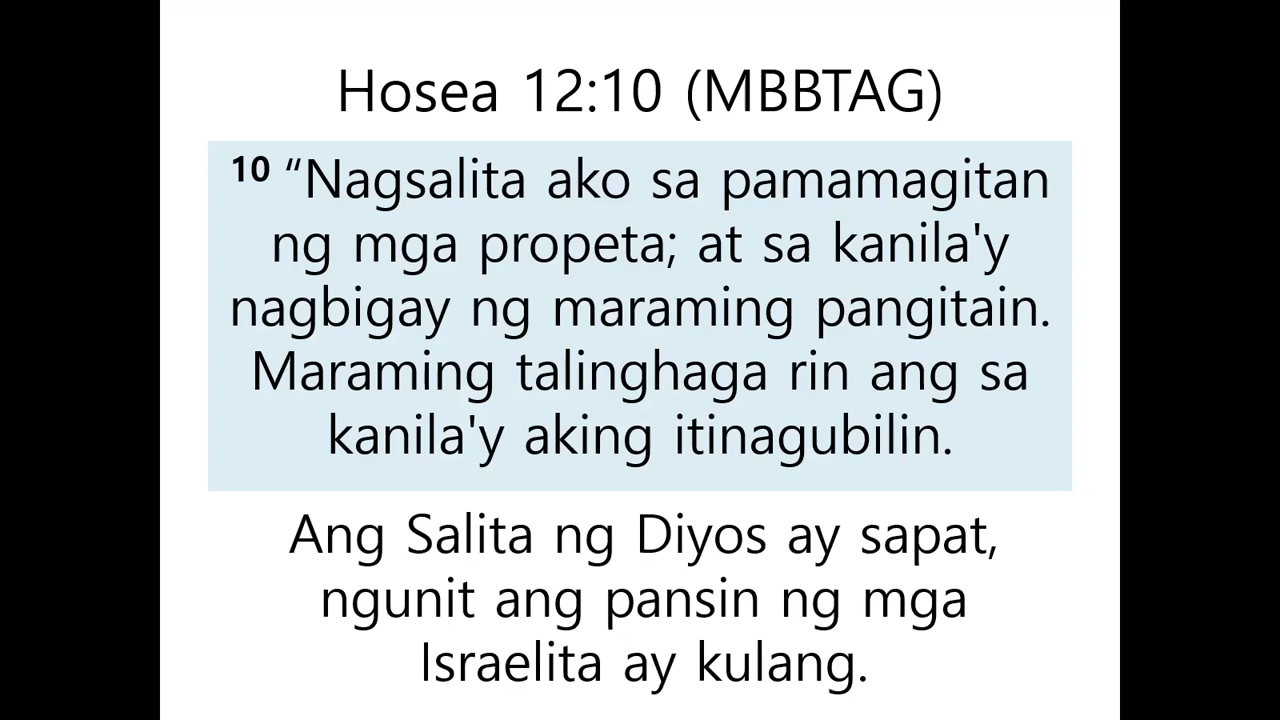 Hosea 12:10 (MBBTAG)
10 “Nagsalita ako sa pamamagitan
ng mga propeta; at sa kanila'y
nagbigay ng maraming pangitain.
Maraming talinghaga rin ang sa
kanila'y aking itinagubilin.
Ang Salita ng Diyos ay sapat,
ngunit ang pansin ng mga
Israelita ay kulang.